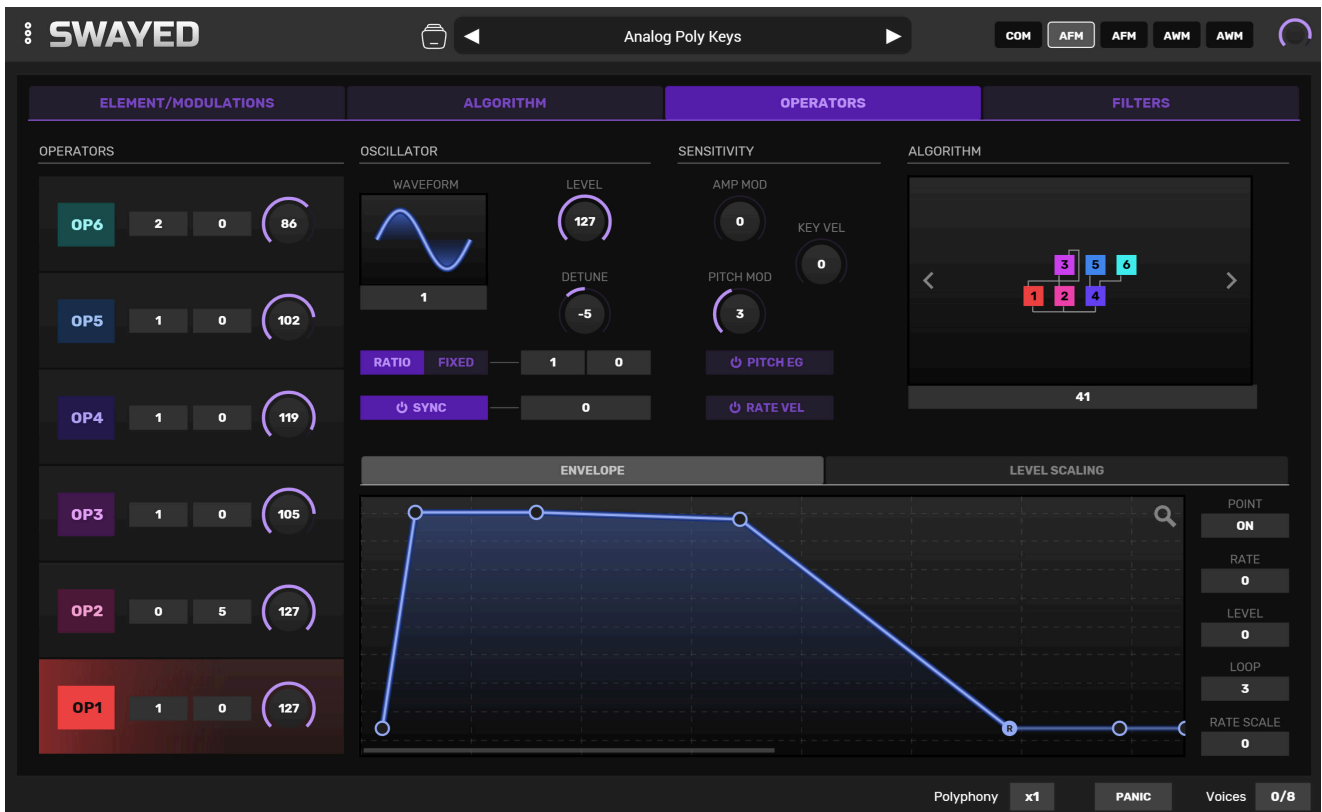 SWAYED
Analog Poly Keys
COM AFM AFM AWM AWM
ELEMENT/MODULATIONS ALGORITHM OPERATORS FILTERS
OPERATORS
OP6 2 0 86
OP5 1 0 102
OP4 1 0 119
OP3 1 0 105
OP2 0 5 127
OP1 1 0 127
OSCILLATOR
WAVEFORM
1
LEVEL
127
DETUNE
-5
RATIO FIXED 1 0
SYNC 0
SENSITIVITY
AMP MOD
0
KEY VEL
0
PITCH MOD
3
PITCH EG
RATE VEL
ALGORITHM
3 5 6
1 2 4
41
ENVELOPE LEVEL SCALING
R
POINT
ON
RATE
0
LEVEL
0
LOOP
3
RATE SCALE
0
Polyphony x1 PANIC Voices 0/8